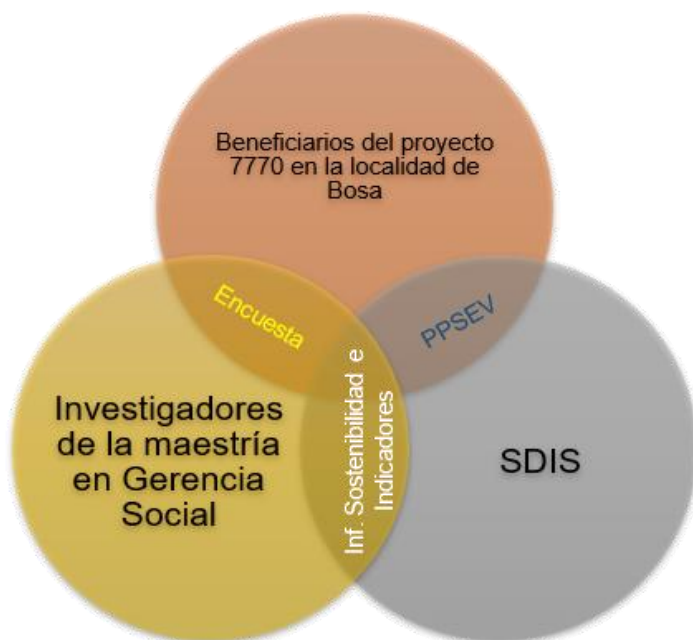 Beneficiarios del proyecto
7770 en la localidad de
Bosa
Encuesta
PPSEV
Inf. Sostenibilidad e
Indicadores
Investigadores
de la maestría
en Gerencia
Social
SDIS